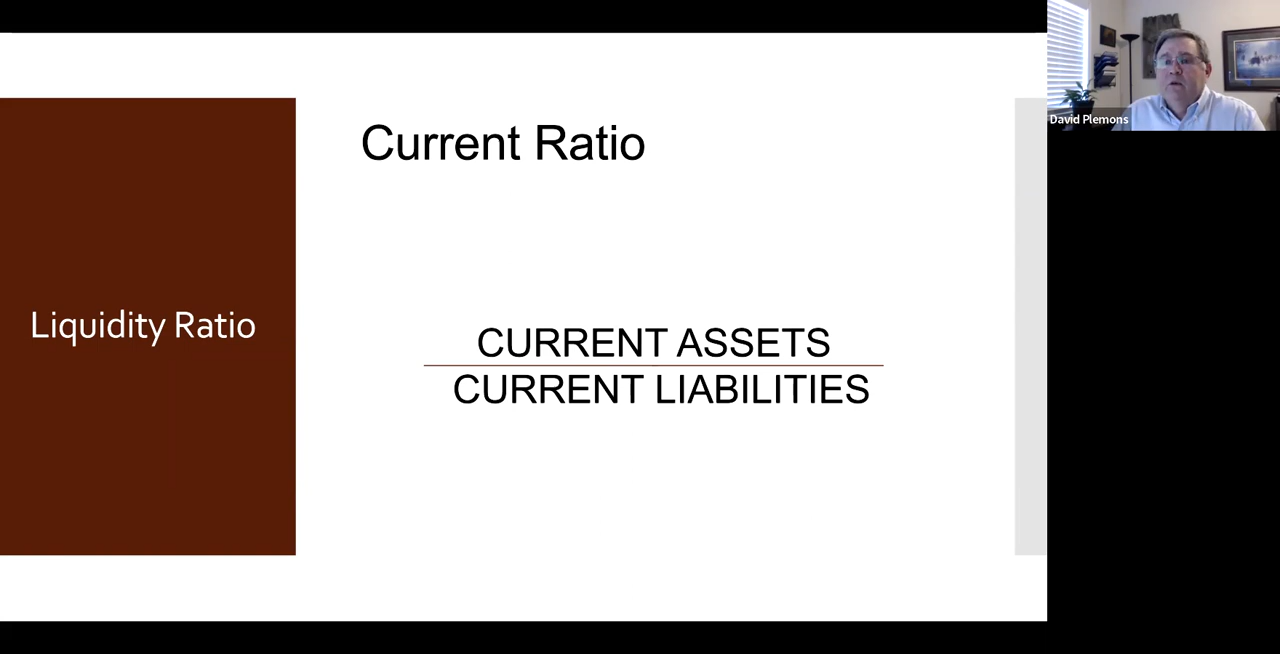 Current Ratio
Liquidity Ratio
CURRENT ASSETS
CURRENT LIABILITIES
David Plemons